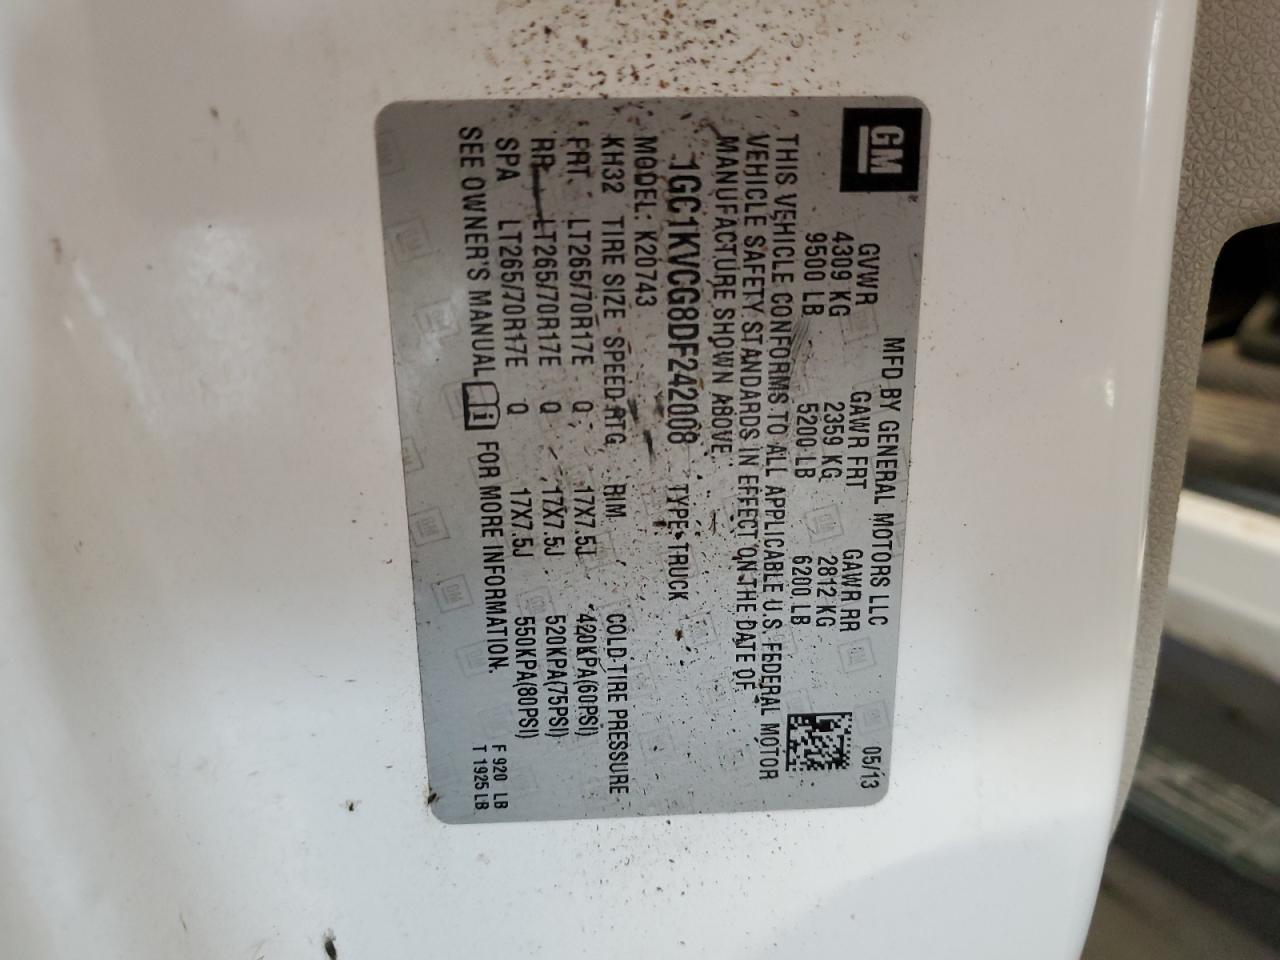 GM
MFD BY GENERAL MOTORS LLC 05/13
GVWR GAWR FRT GAWR RR
4309 KG 2359 KG 2812 KG
9500 LB 5200 LB 6200 LB
THIS VEHICLE CONFORMS TO ALL APPLICABLE U.S. FEDERAL MOTOR
VEHICLE SAFETY STANDARDS IN EFFECT ON THE DATE OF
MANUFACTURE SHOWN ABOVE.
1GC1KVCG8DF242008 TYPE: TRUCK
MODEL: K20743
KH32 TIRE SIZE SPEED RTG RIM COLD TIRE PRESSURE
FRT LT265/70R17E Q 17X7.5J 420KPA(60PSI)
RR LT265/70R17E Q 17X7.5J 520KPA(75PSI)
SPA LT265/70R17E Q 17X7.5J 550KPA(80PSI)
SEE OWNER'S MANUAL i FOR MORE INFORMATION.
F 920 LB
T 1925 LB